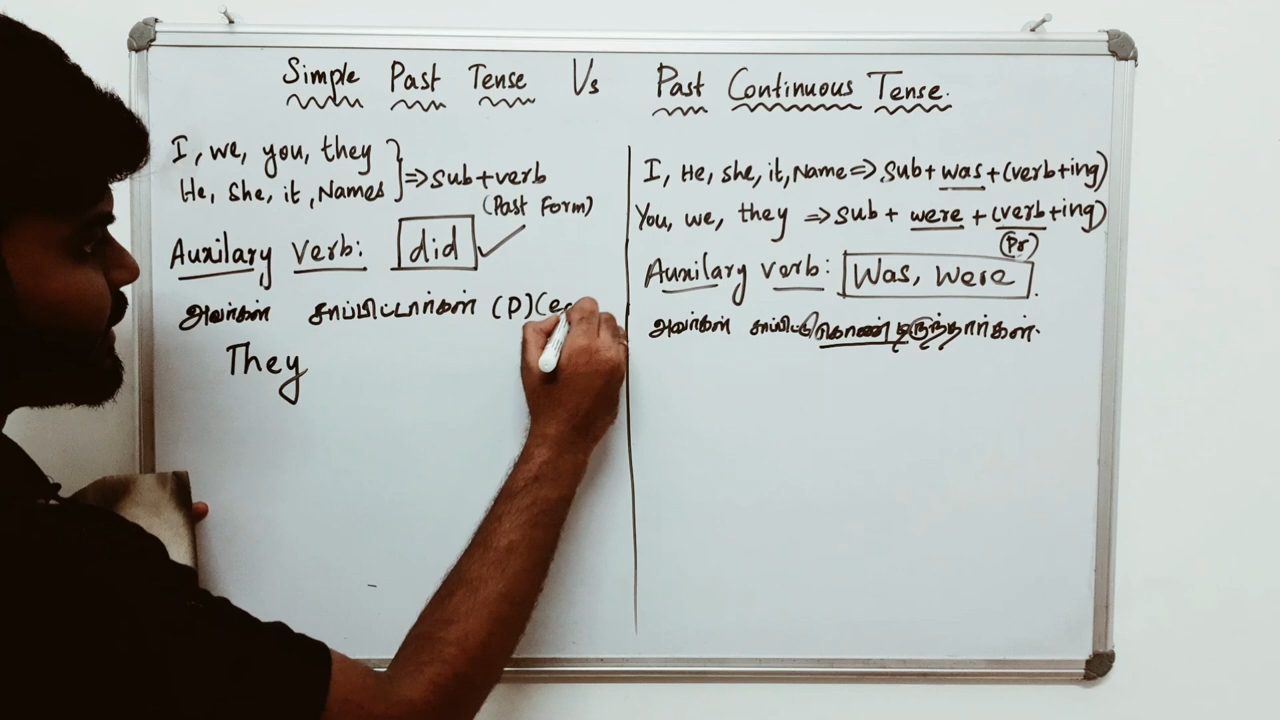 Simple Past Tense Vs Past Continuous Tense.
I, we, you, they
He, She, it, Names
=> Sub+verb
(Past Form)
Auxilary verb: did
அவர்கள் சாப்பிட்டார்கள் (P)
They
I, He, she, it, Name => Sub+ was + (verb+ing)
You, we, they => Sub + were + (verb+ing)
(Pr)
Auxilary verb: Was, were.
அவர்கள் சாப்பிட்டு கொண்டிருந்தார்கள்.